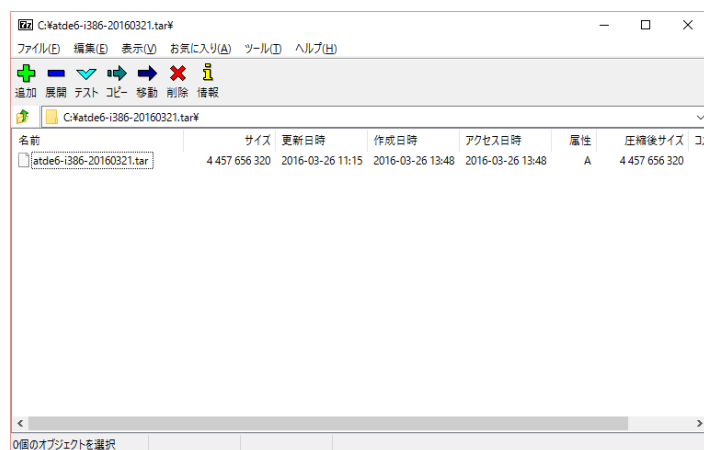 C:¥atde6-i386-20160321.tar¥
ファイル(F) 編集(E) 表示(V) お気に入り(A) ツール(T) ヘルプ(H)
追加 展開 テスト コピー 移動 削除 情報
C:¥atde6-i386-20160321.tar¥
名前 サイズ 更新日時 作成日時 アクセス日時 属性 圧縮後サイズ
atde6-i386-20160321.tar 4 457 656 320 2016-03-26 11:15 2016-03-26 13:48 2016-03-26 13:48 A 4 457 656 320
0個のオブジェクトを選択